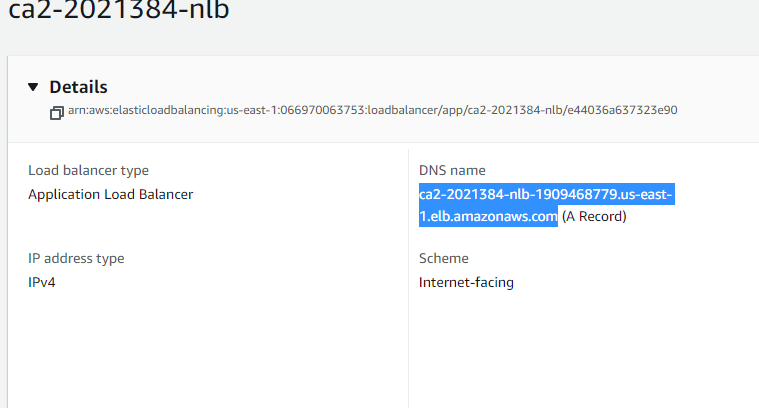 ca2-2021384-nlb
Details
arn:aws:elasticloadbalancing:us-east-1:066970063753:loadbalancer/app/ca2-2021384-nlb/e44036a637323e90
Load balancer type
Application Load Balancer
DNS name
ca2-2021384-nlb-1909468779.us-east-
1.elb.amazonaws.com (A Record)
IP address type
IPv4
Scheme
Internet-facing